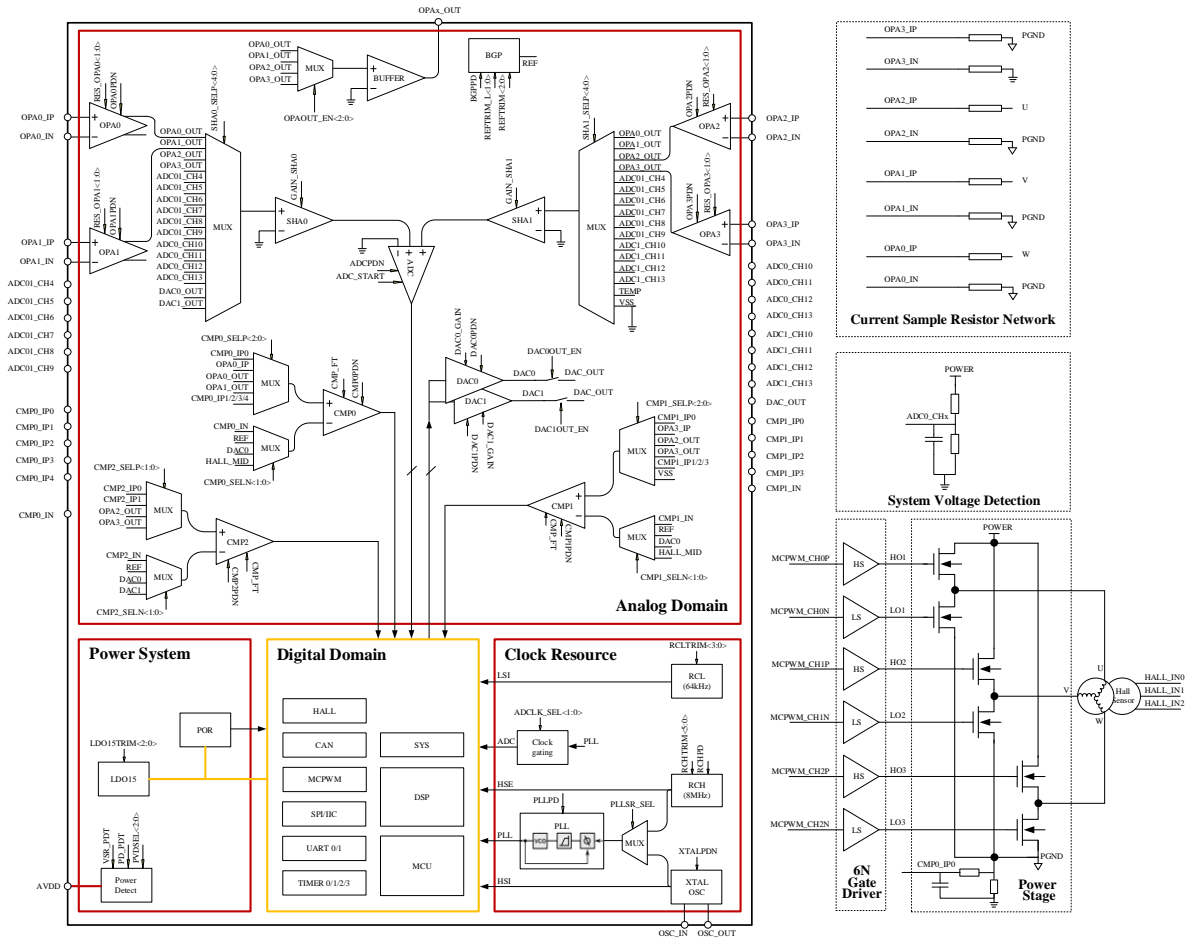 OPAx_OUT
OPA0_OUT
OPA1_OUT
OPA2_OUT
OPA3_OUT
MUX
BUFFER
OPAOUT_EN<2:0>
BGP
REF
BGPPD
REFTRIM_L<1:0>
REFTRIM<2:0>
RES_OPA0<1:0>
OPA0PDN
OPA0_IP
OPA0_IN
OPA0
RES_OPA1<1:0>
OPA1PDN
OPA1_IP
OPA1_IN
OPA1
SHA0_SELP<4:0>
OPA0_OUT
OPA1_OUT
OPA2_OUT
OPA3_OUT
ADC01_CH4
ADC01_CH5
ADC01_CH6
ADC01_CH7
ADC01_CH8
ADC01_CH9
ADC0_CH10
ADC0_CH11
ADC0_CH12
ADC0_CH13
DAC0_OUT
DAC1_OUT
MUX
GAIN_SHA0
SHA0
ADCPDN
ADC_START
ADC
GAIN_SHA1
SHA1
SHA1_SELP<4:0>
MUX
OPA0_OUT
OPA1_OUT
OPA2_OUT
OPA3_OUT
ADC01_CH4
ADC01_CH5
ADC01_CH6
ADC01_CH7
ADC01_CH8
ADC01_CH9
ADC1_CH10
ADC1_CH11
ADC1_CH12
ADC1_CH13
TEMP
VSS
OPA2PDN
RES_OPA2<1:0>
OPA2
OPA2_IP
OPA2_IN
OPA3PDN
RES_OPA3<1:0>
OPA3
OPA3_IP
OPA3_IN
ADC01_CH4
ADC01_CH5
ADC01_CH6
ADC01_CH7
ADC01_CH8
ADC01_CH9
CMP0_IP0
CMP0_IP1
CMP0_IP2
CMP0_IP3
CMP0_IP4
CMP0_IN
ADC0_CH10
ADC0_CH11
ADC0_CH12
ADC0_CH13
ADC1_CH10
ADC1_CH11
ADC1_CH12
ADC1_CH13
DAC_OUT
CMP1_IP0
CMP1_IP1
CMP1_IP2
CMP1_IP3
CMP1_IN
CMP0_SELP<2:0>
CMP0_IP0
OPA0_IP
OPA0_OUT
OPA1_OUT
CMP0_IP1/2/3/4
MUX
CMP_FT
CMP0PDN
CMP0
CMP0_IN
REF
DAC0
HALL_MID
MUX
CMP0_SELN<1:0>
DAC0_GAIN
DAC0PDN
DAC0
DAC1
DAC1PDN
DAC1_GAIN
DAC0OUT_EN
DAC0
DAC_OUT
DAC1
DAC_OUT
DAC1OUT_EN
CMP1_SELP<2:0>
CMP1_IP0
OPA3_IP
OPA2_OUT
OPA3_OUT
CMP1_IP1/2/3
VSS
MUX
CMP1
CMP_FT
CMP1PDN
CMP1_IN
REF
DAC0
HALL_MID
MUX
CMP1_SELN<1:0>
CMP2_SELP<1:0>
CMP2_IP0
CMP2_IP1
OPA2_OUT
OPA3_OUT
MUX
CMP2
CMP2PDN
CMP_FT
CMP2_IN
REF
DAC0
DAC1
MUX
CMP2_SELN<1:0>
Analog Domain
Power System
POR
LDO15TRIM<2:0>
LDO15
VSR_PDT
PD_PDT
PVDSEL<2:0>
Power
Detect
AVDD
Digital Domain
HALL
CAN
MCPWM
SPI/IIC
UART 0/1
TIMER 0/1/2/3
SYS
DSP
MCU
Clock Resource
RCLTRIM<3:0>
LSI
RCL
(64kHz)
ADCLK_SEL<1:0>
ADC
Clock
gating
PLL
RCHTRIM<5:0>
RCHPD
HSE
RCH
(8MHz)
PLLPD
PLLSR_SEL
PLL
PLL
VCO
MUX
XTALPDN
HSI
XTAL
OSC
OSC_IN
OSC_OUT
OPA3_IP
PGND
OPA3_IN
OPA2_IP
U
OPA2_IN
PGND
OPA1_IP
V
OPA1_IN
PGND
OPA0_IP
W
OPA0_IN
PGND
Current Sample Resistor Network
POWER
ADC0_CHx
System Voltage Detection
POWER
MCPWM_CH0P
HS
HO1
MCPWM_CH0N
LS
LO1
MCPWM_CH1P
HS
HO2
MCPWM_CH1N
LS
LO2
MCPWM_CH2P
HS
HO3
MCPWM_CH2N
LS
LO3
U
V
W
Hall
Sensor
HALL_IN0
HALL_IN1
HALL_IN2
PGND
CMP0_IP0
6N
Gate
Driver
Power
Stage